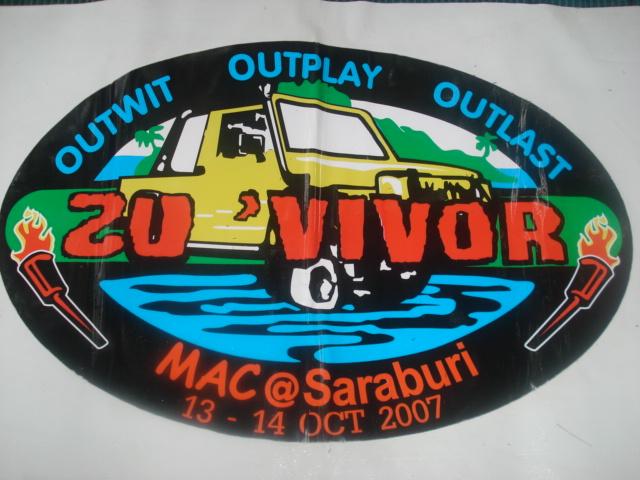 OUTWIT OUTPLAY OUTLAST
ZU'VIVOR
MAC@Saraburi
13 - 14 OCT 2007